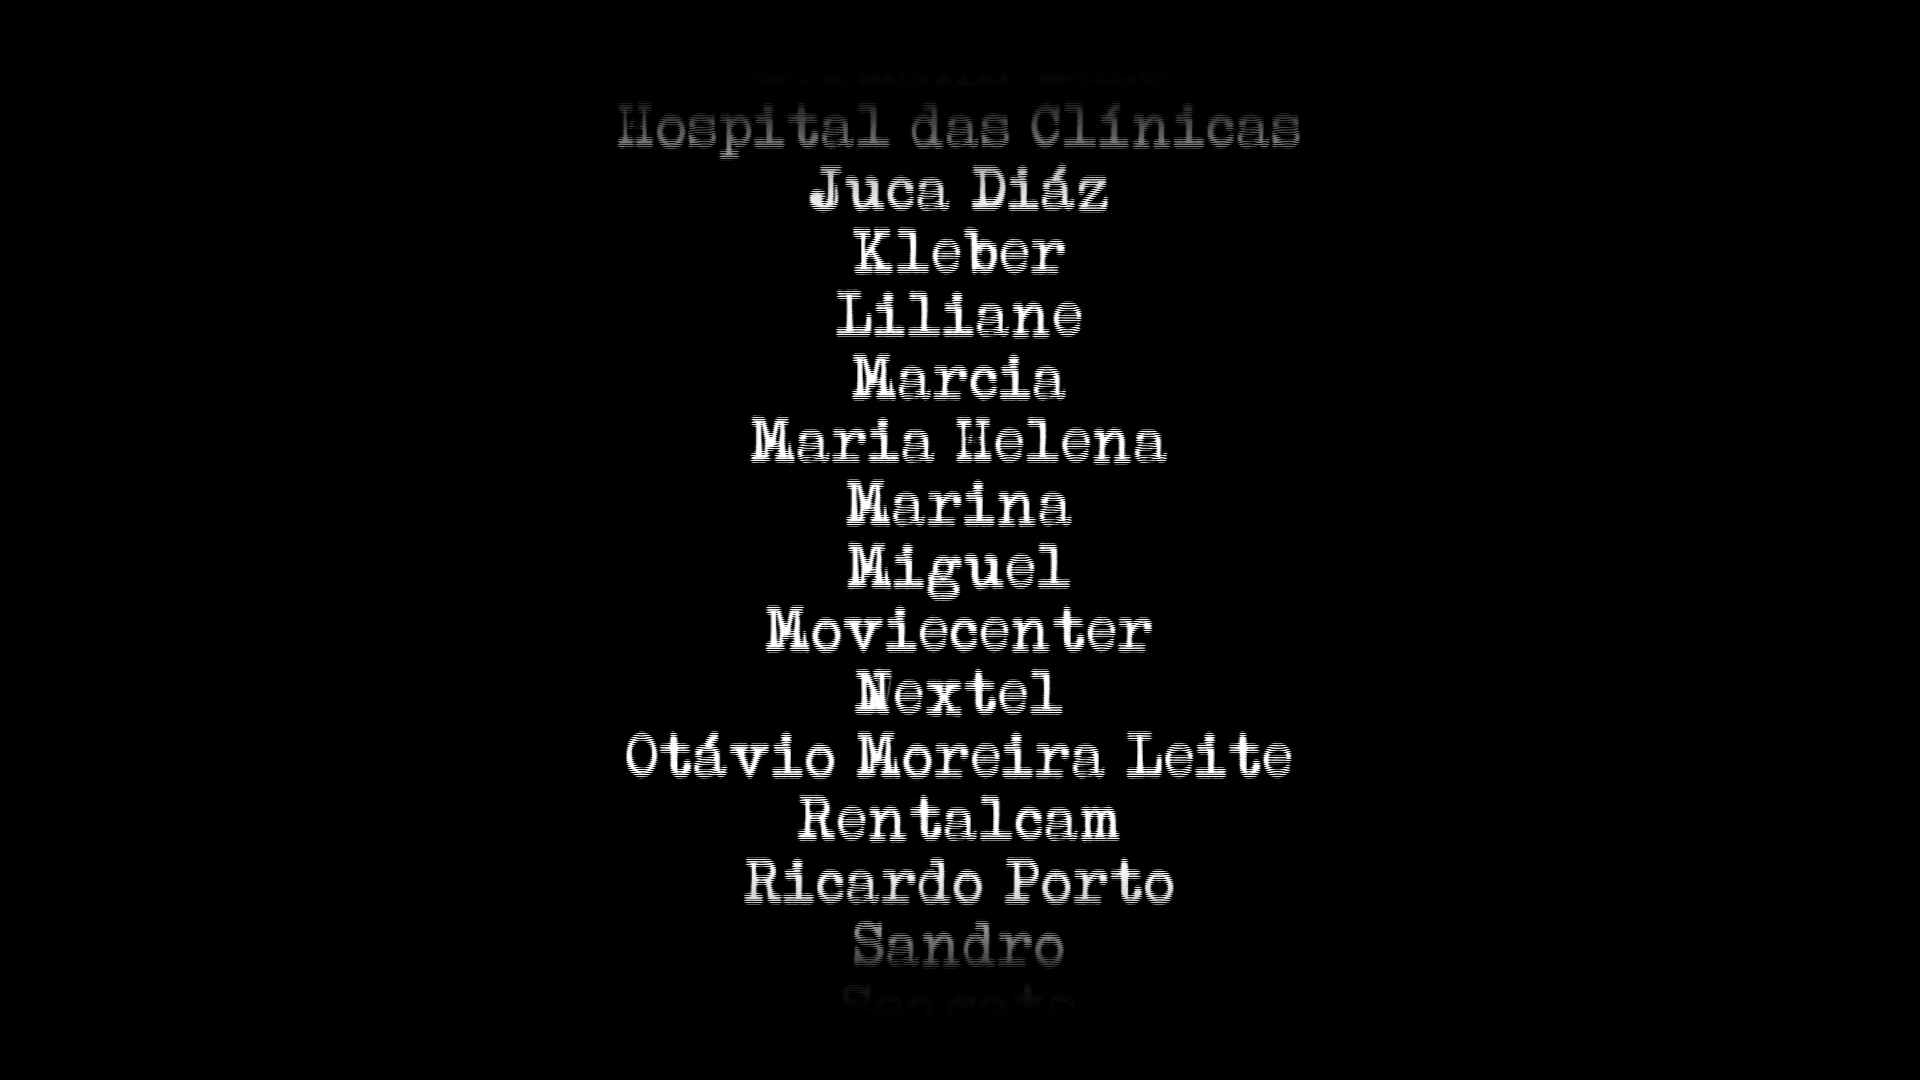 Hospital das Clínicas
Juca Diáz
Kleber
Liliane
Marcia
Maria Helena
Marina
Miguel
Moviecenter
Nextel
Otávio Moreira Leite
Rentalcam
Ricardo Porto
Sandro